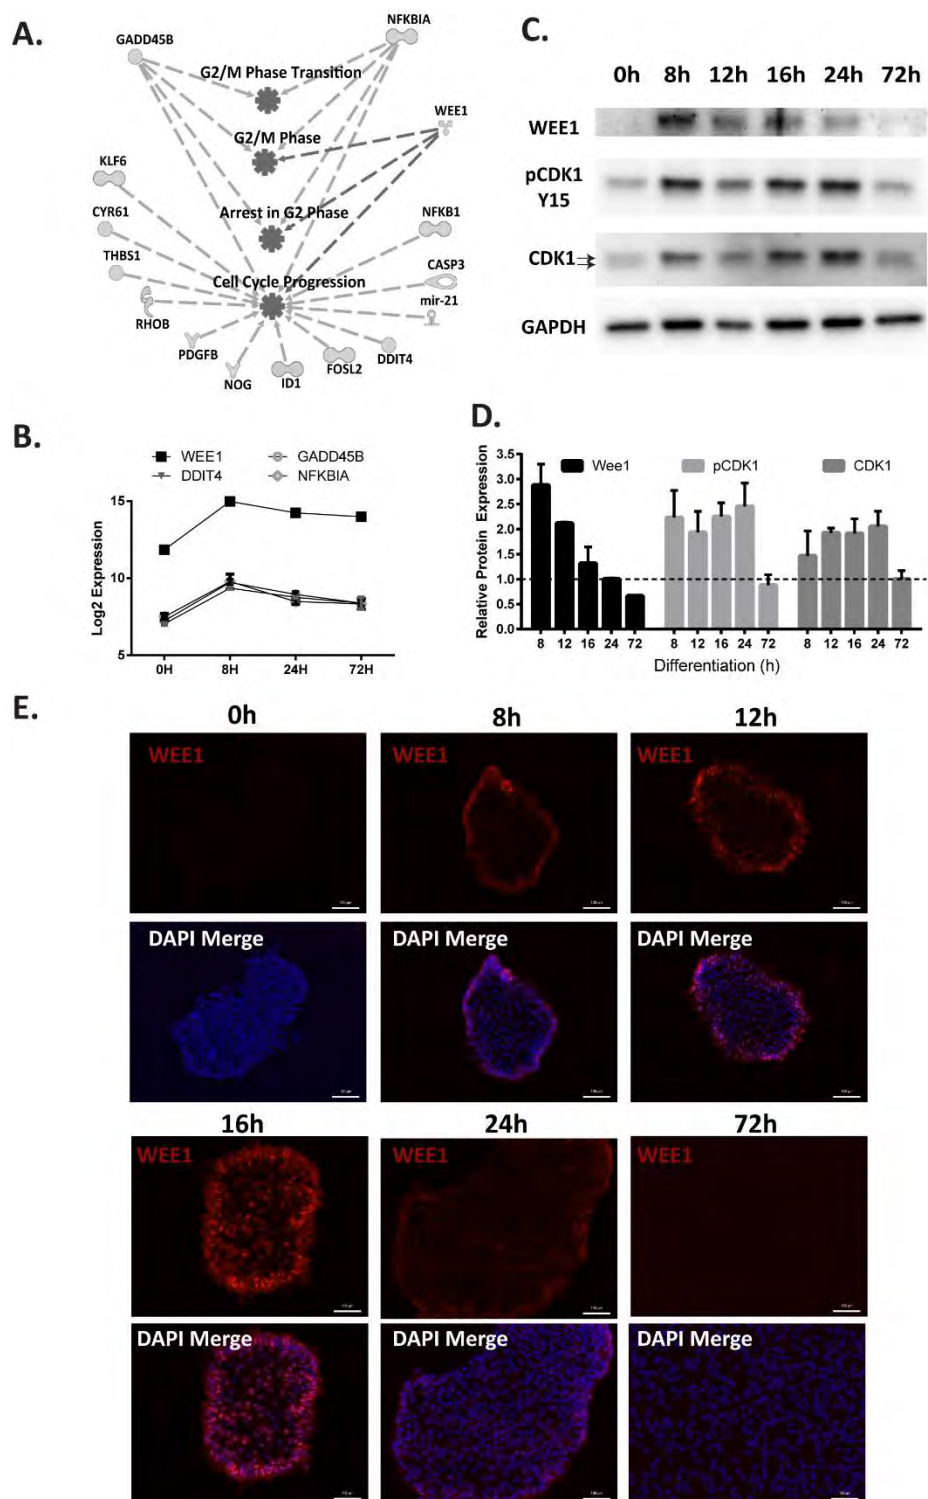 A.
GADD45B
NFKBIA
G2/M Phase Transition
WEE1
G2/M Phase
KLF6
CYR61
Arrest in G2 Phase
NFKB1
THBS1
Cell Cycle Progression
CASP3
mir-21
RHOB
PDGFB
DDIT4
FOSL2
NOG
ID1
B.
WEE1
GADD45B
DDIT4
NFKBIA
15
10
5
Log2 Expression
0H
8H
24H
72H
C.
0h 8h 12h 16h 24h 72h
WEE1
pCDK1
Y15
CDK1
GAPDH
D.
Wee1
pCDK1
CDK1
3.5
3.0
2.5
2.0
1.5
1.0
0.5
0.0
Relative Protein Expression
8 12 16 24 72 8 12 16 24 72 8 12 16 24 72
Differentiation (h)
E.
0h
8h
12h
WEE1
WEE1
WEE1
DAPI Merge
DAPI Merge
DAPI Merge
16h
24h
72h
WEE1
WEE1
WEE1
DAPI Merge
DAPI Merge
DAPI Merge